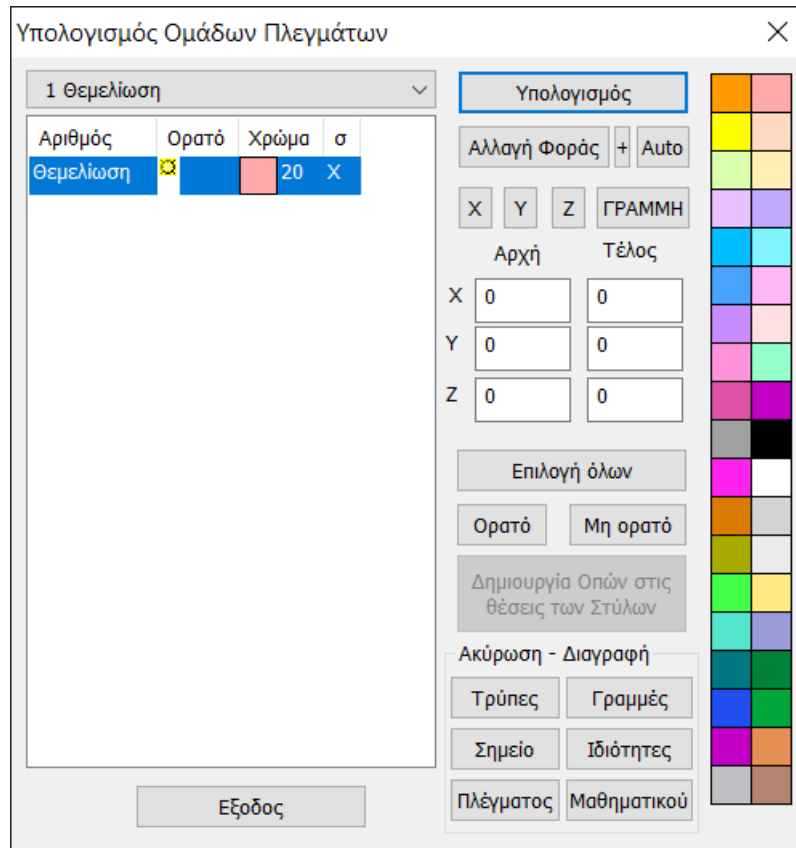 Υπολογισμός Ομάδων Πλεγμάτων
1 Θεμελίωση
Αριθμός Ορατό Χρώμα σ
Θεμελίωση 20 X
Υπολογισμός
Αλλαγή Φοράς + Auto
X Y Z ΓΡΑΜΜΗ
Αρχή Τέλος
X 0 0
Y 0 0
Z 0 0
Επιλογή όλων
Ορατό Μη ορατό
Δημιουργία Οπών στις
θέσεις των Στύλων
Ακύρωση - Διαγραφή
Τρύπες Γραμμές
Σημείο Ιδιότητες
Πλέγματος Μαθηματικού
Εξοδος